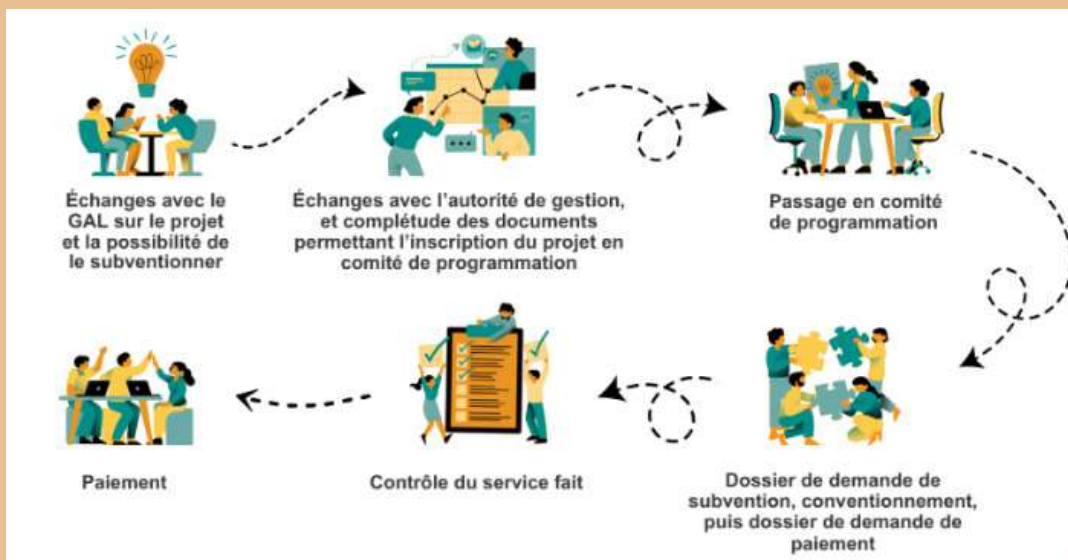 Échanges avec le
GAL sur le projet
et la possibilité de
le subventionner
Échanges avec l'autorité de gestion,
et complétude des documents
permettant l'inscription du projet en
comité de programmation
Passage en comité
de programmation
Dossier de demande de
subvention, conventionnement,
puis dossier de demande de
paiement
Contrôle du service fait
Paiement